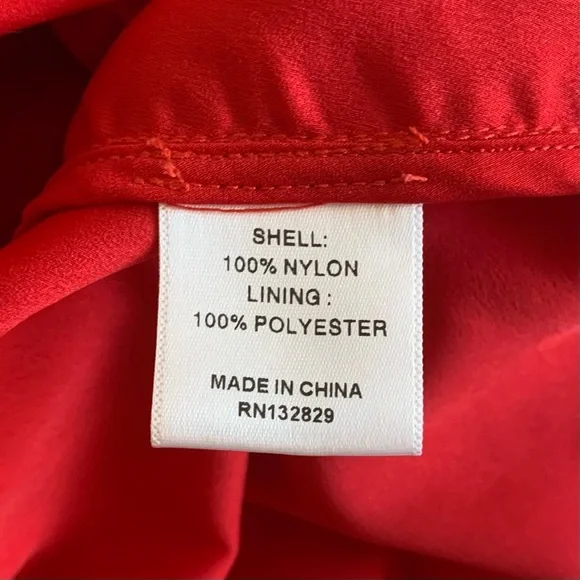 SHELL:
100% NYLON
LINING :
100% POLYESTER
MADE IN CHINA
RN132829